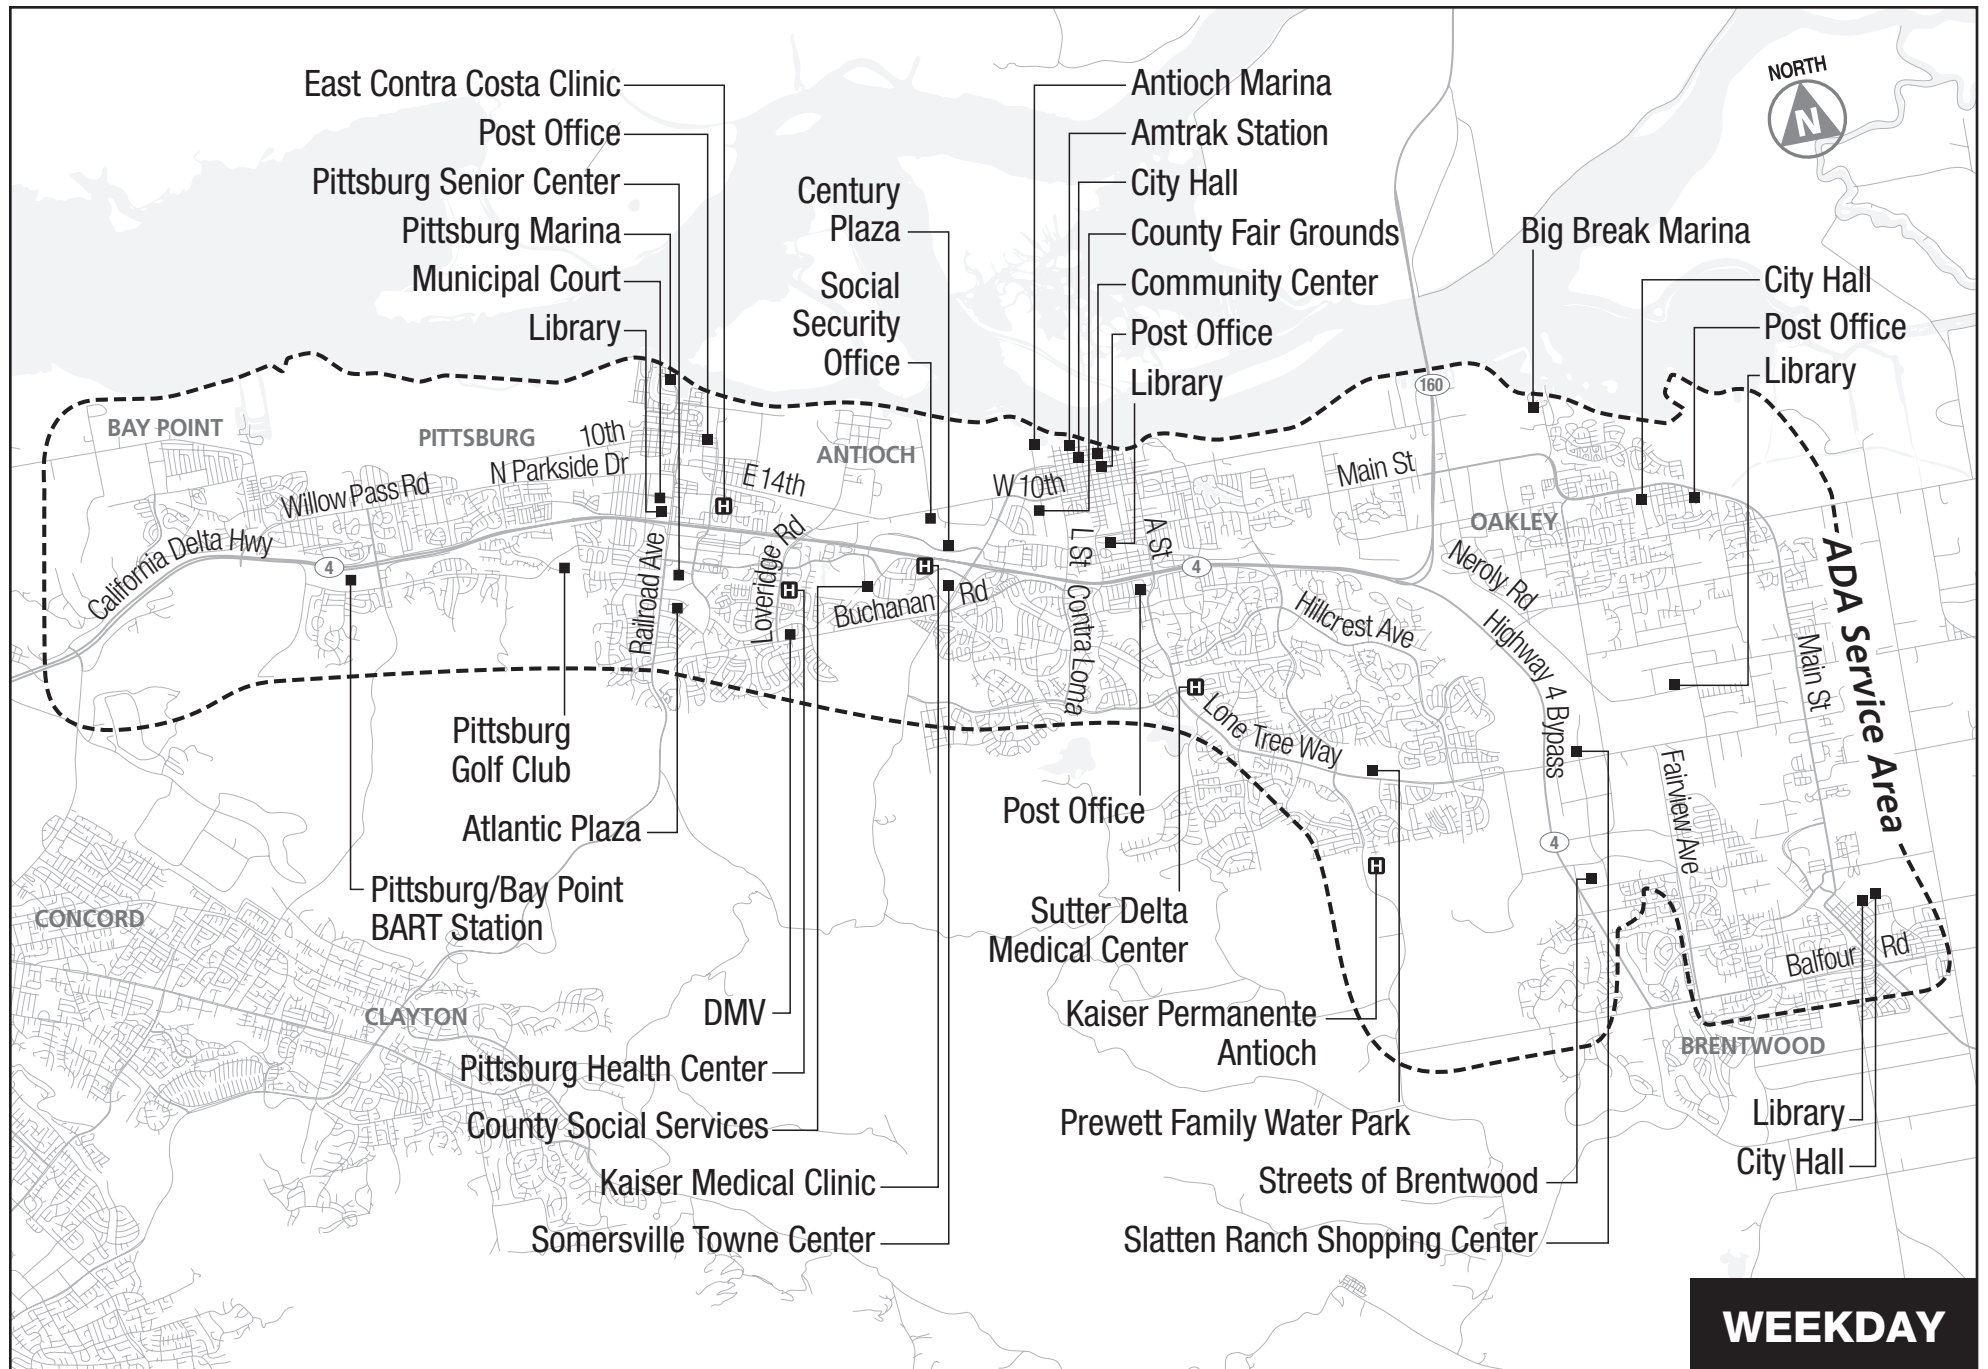 NORTH
N
East Contra Costa Clinic
Post Office
Pittsburg Senior Center
Pittsburg Marina
Municipal Court
Library
Century
Plaza
Social
Security
Office
Antioch Marina
Amtrak Station
City Hall
County Fair Grounds
Community Center
Post Office
Library
Big Break Marina
City Hall
Post Office
Library
160
BAY POINT
PITTSBURG
10th
ANTIOCH
N Parkside Dr
Willow Pass Rd
E 14th
W 10th
Main St
OAKLEY
California Delta Hwy
4
Railroad Ave
Loveridge Rd
Buchanan Rd
L St
A St
4
Contra Loma
Hillcrest Ave
Neroly Rd
Highway 4 Bypass
Main St
ADA Service Area
Lone Tree Way
Fairview Ave
4
Pittsburg
Golf Club
Atlantic Plaza
Pittsburg/Bay Point
BART Station
Post Office
Sutter Delta
Medical Center
CONCORD
CLAYTON
Balfour Rd
BRENTWOOD
DMV
Pittsburg Health Center
County Social Services
Kaiser Medical Clinic
Somersville Towne Center
Kaiser Permanente
Antioch
Prewett Family Water Park
Streets of Brentwood
Slatten Ranch Shopping Center
Library
City Hall
H
H
H
H
H
WEEKDAY